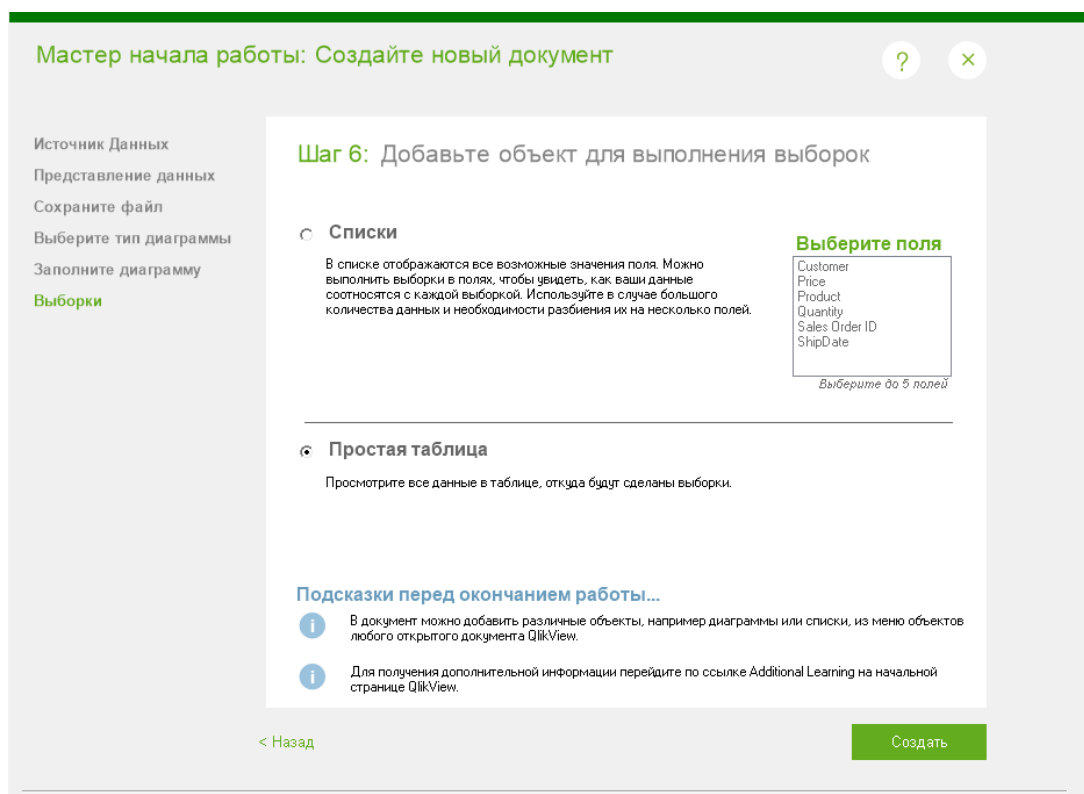 Мастер начала работы: Создайте новый документ
?
×
Источник Данных
Представление данных
Сохраните файл
Выберите тип диаграммы
Заполните диаграмму
Выборки
Шаг 6: Добавьте объект для выполнения выборок
Списки
В списке отображаются все возможные значения поля. Можно
выполнить выборки в полях, чтобы увидеть, как ваши данные
соотносятся с каждой выборкой. Используйте в случае большого
количества данных и необходимости разбиения их на несколько полей.
Выберите поля
Customer
Price
Product
Quantity
Sales Order ID
ShipDate
Выберите до 5 полей
Простая таблица
Просмотрите все данные в таблице, откуда будут сделаны выборки.
Подсказки перед окончанием работы...
i
В документ можно добавить различные объекты, например диаграммы или списки, из меню объектов
любого открытого документа QlikView.
i
Для получения дополнительной информации перейдите по ссылке Additional Learning на начальной
странице QlikView.
< Назад
Создать